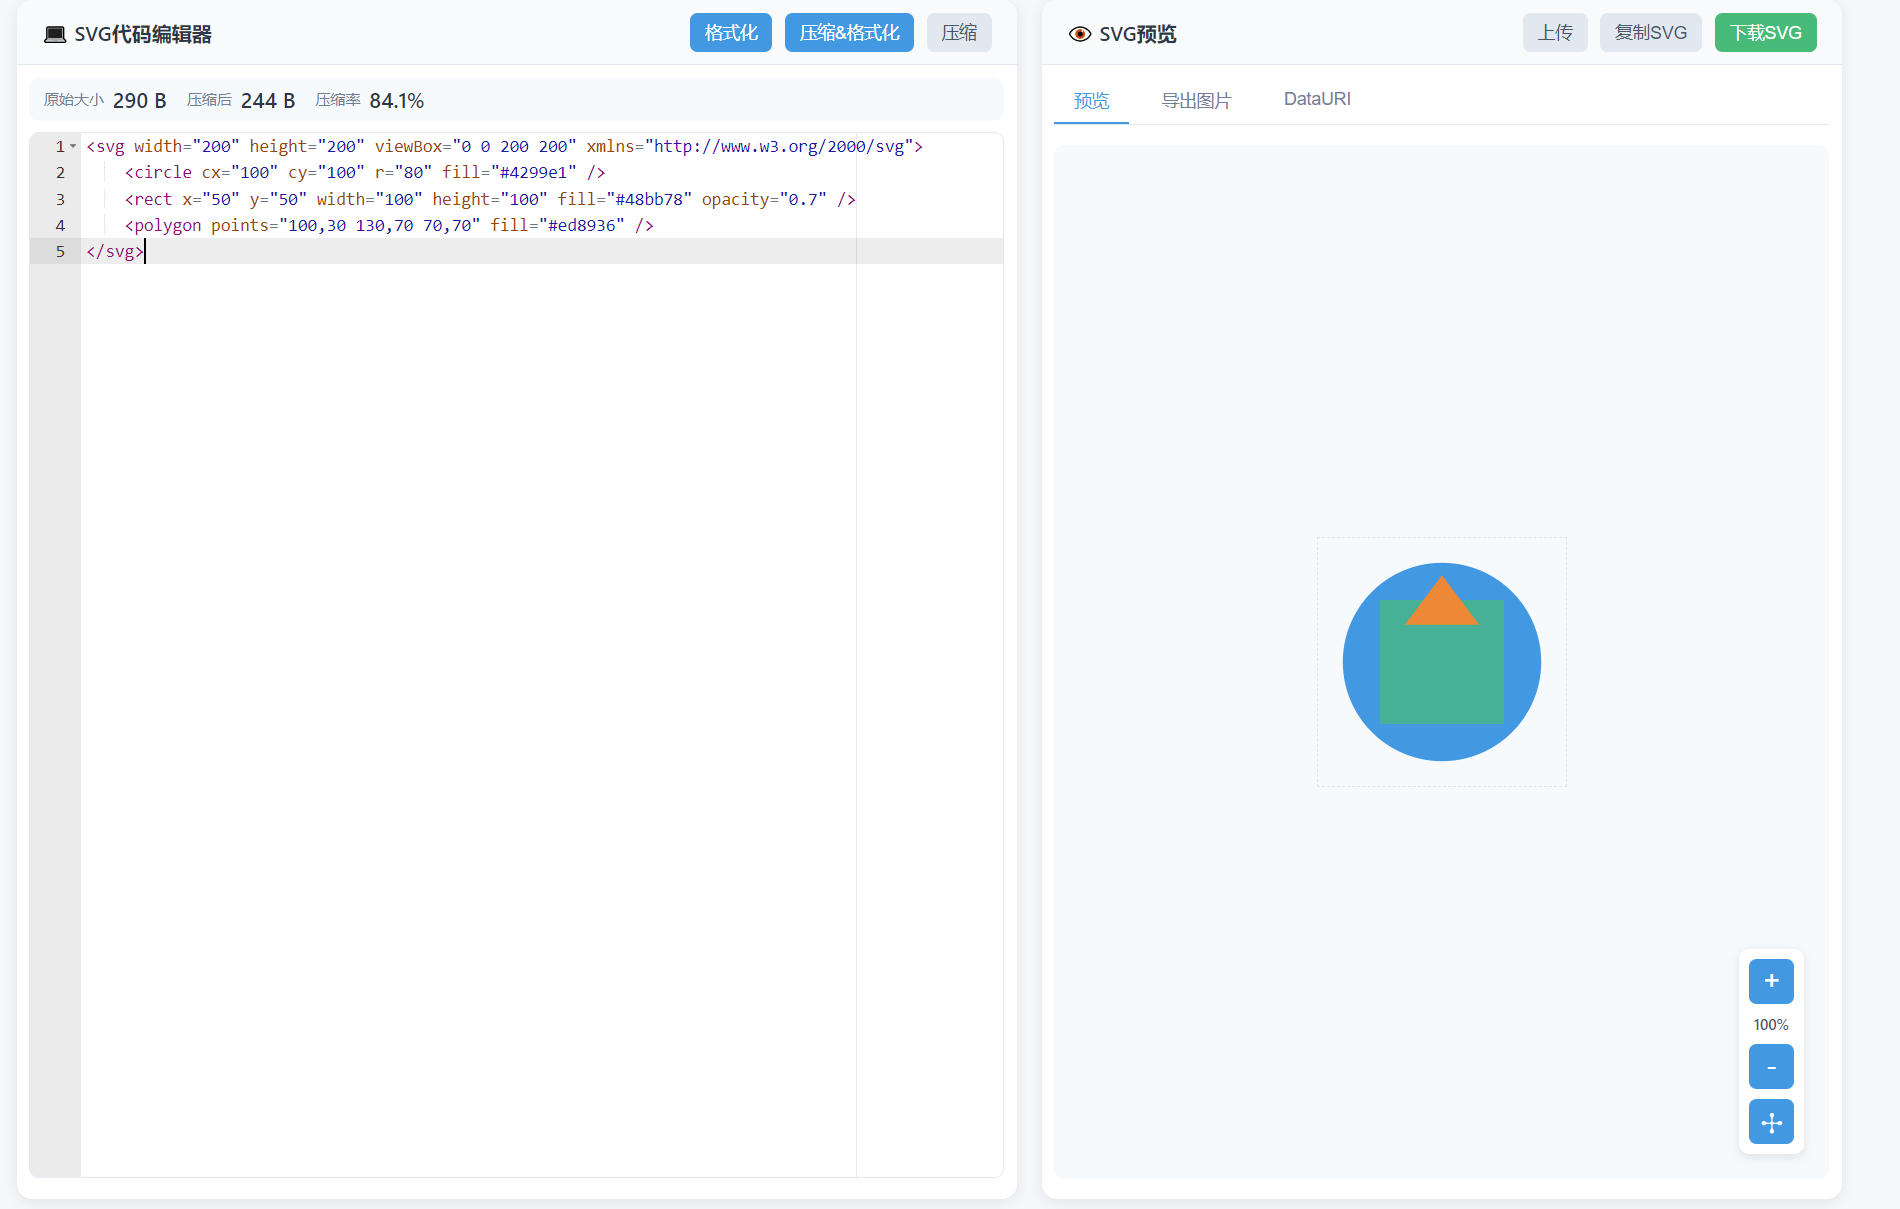 SVG代码编辑器
格式化
压缩&格式化
压缩
原始大小 290 B 压缩后 244 B 压缩率 84.1%
1 <svg width="200" height="200" viewBox="0 0 200 200" xmlns="http://www.w3.org/2000/svg">
2 <circle cx="100" cy="100" r="80" fill="#4299e1" />
3 <rect x="50" y="50" width="100" height="100" fill="#48bb78" opacity="0.7" />
4 <polygon points="100,30 130,70 70,70" fill="#ed8936" />
5 </svg>
SVG预览
上传
复制SVG
下载SVG
预览
导出图片
DataURI
+
100%
-